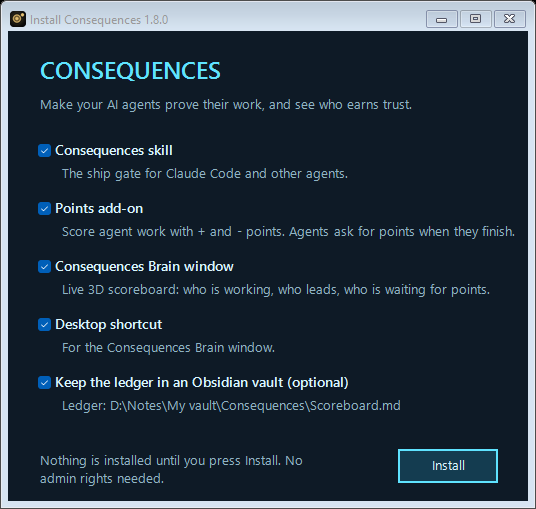 Install Consequences 1.8.0
CONSEQUENCES
Make your AI agents prove their work, and see who earns trust.
Consequences skill
The ship gate for Claude Code and other agents.
Points add-on
Score agent work with + and - points. Agents ask for points when they finish.
Consequences Brain window
Live 3D scoreboard: who is working, who leads, who is waiting for points.
Desktop shortcut
For the Consequences Brain window.
Keep the ledger in an Obsidian vault (optional)
Ledger: D:\Notes\My vault\Consequences\Scoreboard.md
Nothing is installed until you press Install. No
admin rights needed.
Install